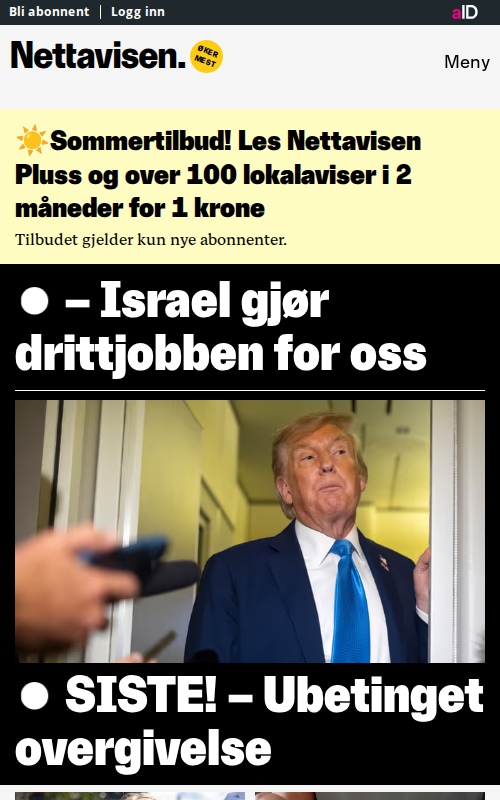 Bli abonnent | Logg inn
aID
Nettavisen.
ØKER
MEST
Meny
☀️Sommertilbud! Les Nettavisen
Pluss og over 100 lokalaviser i 2
måneder for 1 krone
Tilbudet gjelder kun nye abonnenter.
– Israel gjør
drittjobben for oss
SISTE! – Ubetinget
overgivelse